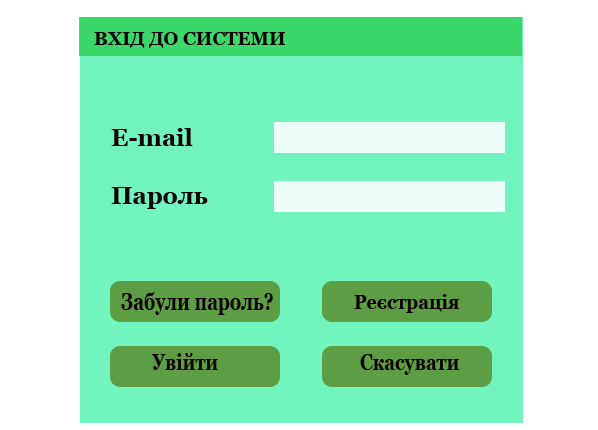 ВХІД ДО СИСТЕМИ
E-mail
Пароль
Забули пароль?
Реєстрація
Увійти
Скасувати